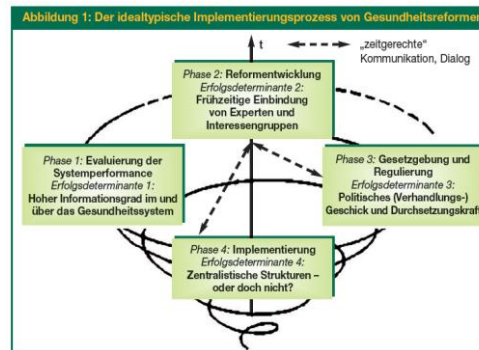 Abbildung 1: Der idealtypische Implementierungsprozess von Gesundheitsreformen
t
„zeitgerechte“
Kommunikation, Dialog
Phase 2: Reformentwicklung
Erfolgsdeterminante 2:
Frühzeitige Einbindung
von Experten und
Interessengruppen
Phase 1: Evaluierung der
Systemperformance
Erfolgsdeterminante 1:
Hoher Informationsgrad im und
über das Gesundheitssystem
Phase 3: Gesetzgebung und
Regulierung
Erfolgsdeterminante 3:
Politisches (Verhandlungs-)
Geschick und Durchsetzungskraft
Phase 4: Implementierung
Erfolgsdeterminante 4:
Zentralistische Strukturen –
oder doch nicht?